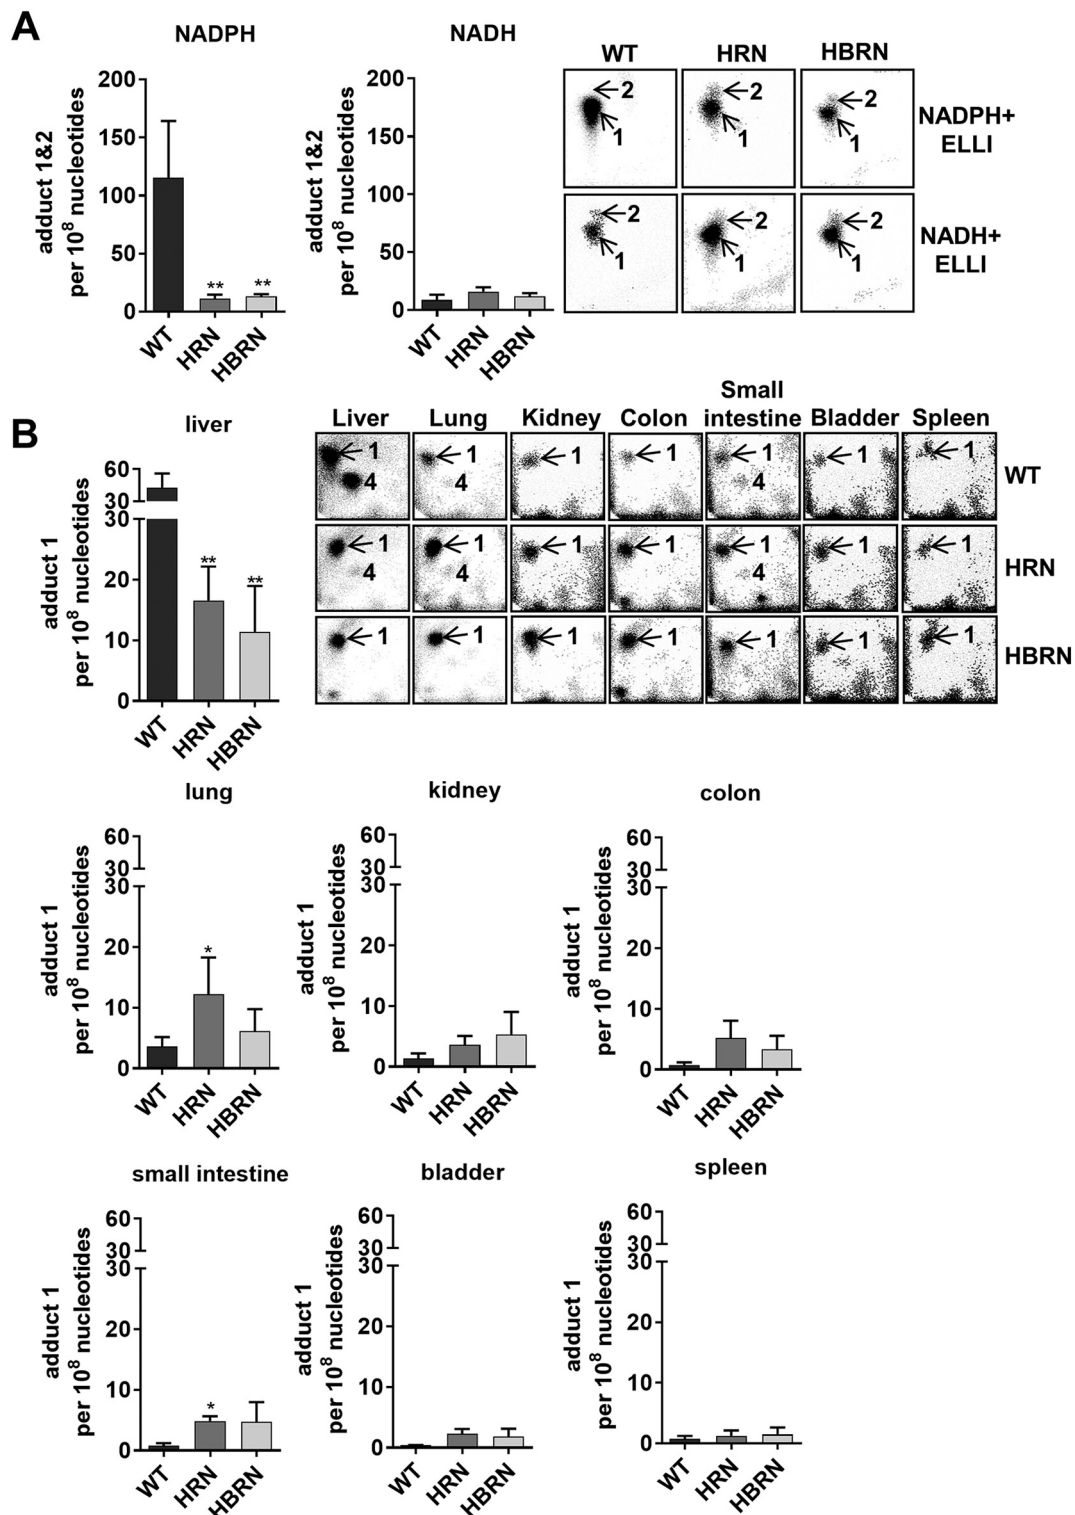 A
NADPH
adduct 1&2
per 10⁸ nucleotides
200
150
100
50
0
**
**
WT
HRN
HBRN
NADH
adduct 1&2
per 10⁸ nucleotides
200
150
100
50
0
WT
HRN
HBRN
WT
HRN
HBRN
2
1
2
1
2
1
NADPH+
ELLI
2
1
2
1
2
1
NADH+
ELLI
B
liver
adduct 1
per 10⁸ nucleotides
60
30
30
20
10
0
**
**
WT
HRN
HBRN
Liver
Lung
Kidney
Colon
Small
intestine
Bladder
Spleen
1
4
1
4
1
1
1
4
1
1
WT
1
4
1
4
1
1
1
4
1
1
HRN
1
1
1
1
1
1
1
HBRN
lung
adduct 1
per 10⁸ nucleotides
60
30
30
20
10
0
*
WT
HRN
HBRN
kidney
adduct 1
per 10⁸ nucleotides
60
30
30
20
10
0
WT
HRN
HBRN
colon
adduct 1
per 10⁸ nucleotides
60
30
30
20
10
0
WT
HRN
HBRN
small intestine
adduct 1
per 10⁸ nucleotides
60
30
30
20
10
0
*
WT
HRN
HBRN
bladder
adduct 1
per 10⁸ nucleotides
60
30
30
20
10
0
WT
HRN
HBRN
spleen
adduct 1
per 10⁸ nucleotides
60
30
30
20
10
0
WT
HRN
HBRN